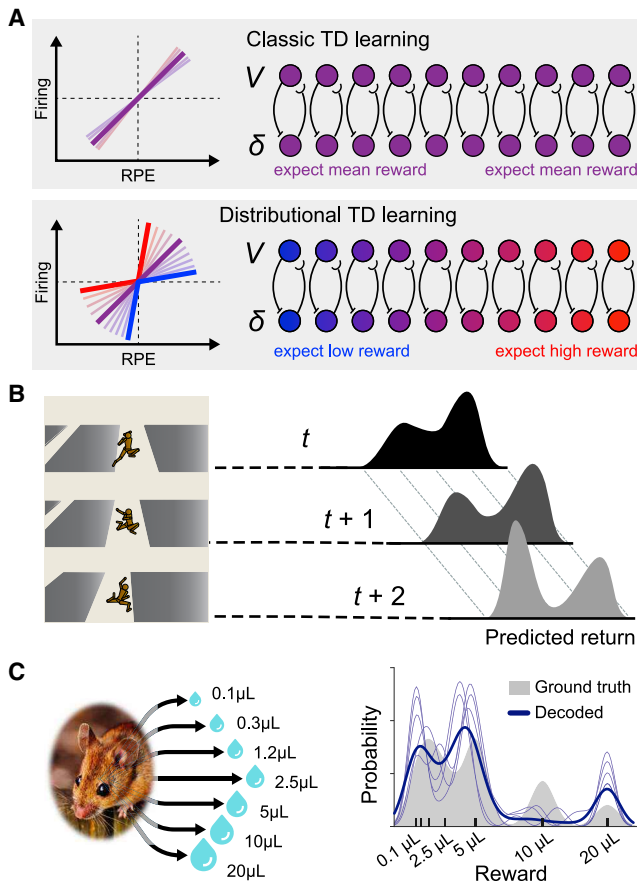 A
Classic TD learning
Firing
RPE
V
δ
expect mean reward
expect mean reward
Distributional TD learning
Firing
RPE
V
δ
expect low reward
expect high reward
B
t
t + 1
t + 2
Predicted return
C
0.1µL
0.3µL
1.2µL
2.5µL
5µL
10µL
20µL
Probability
Ground truth
Decoded
0.1 µL
2.5 µL
5 µL
10 µL
20 µL
Reward